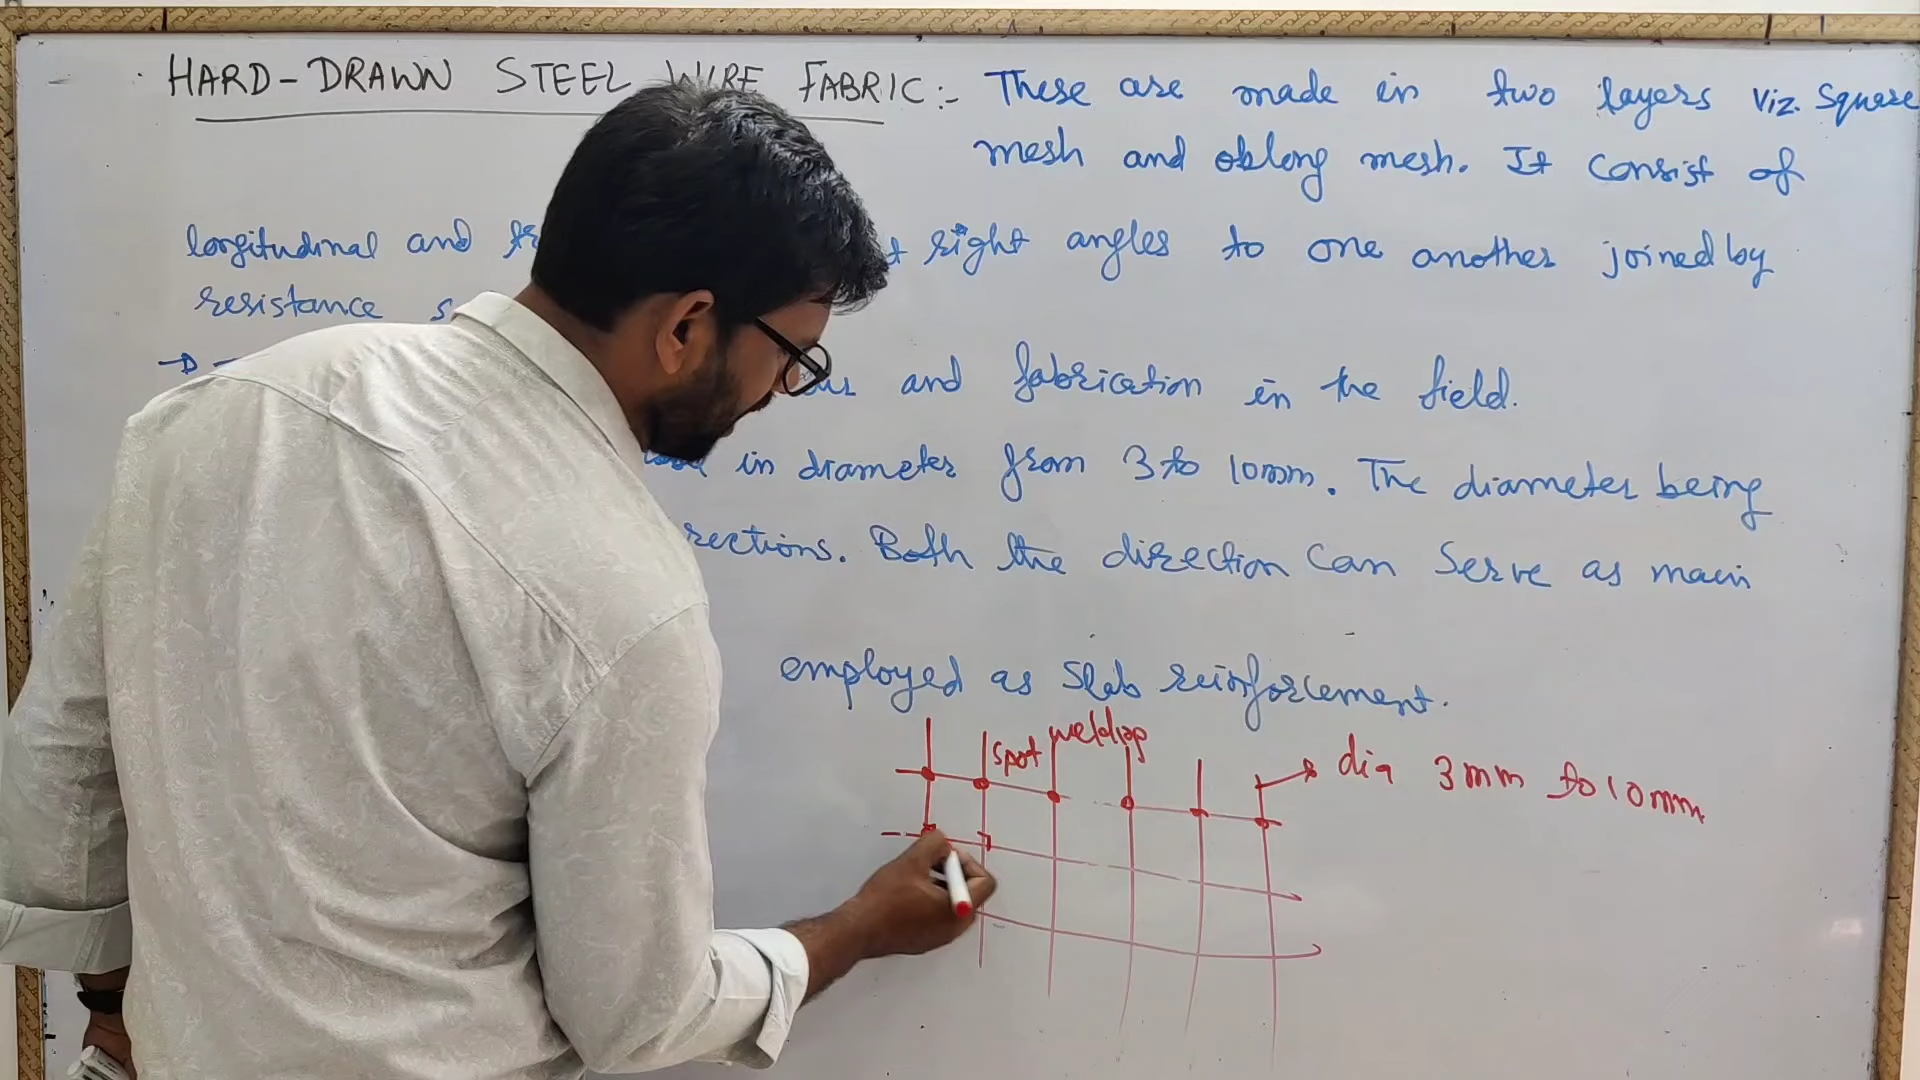 HARD-DRAWN STEEL WIRE FABRIC:- These are made in two layers viz. Square
mesh and oblong mesh. It consist of
longitudinal and right angles to one another joined by
resistance
and fabrication in the field.
in diameter from 3 to 10mm. The diameter being
rections. Both the direction Can Serve as main
employed as Slab reinforcement.
Spot welding
dia 3mm to 10mm